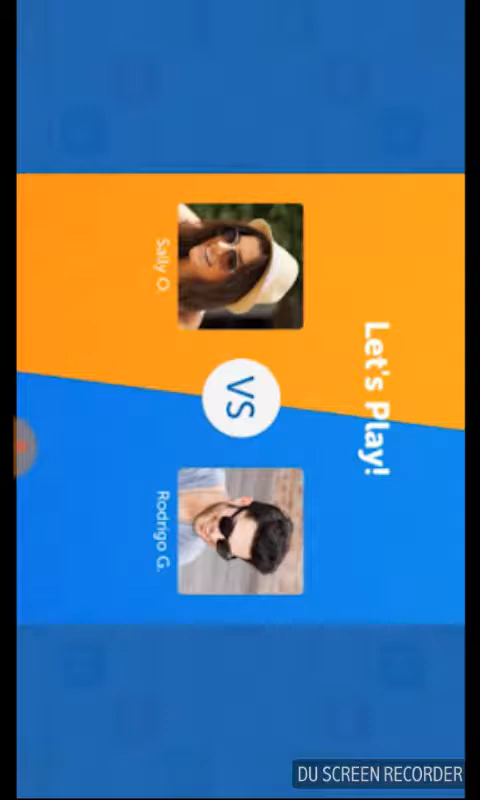 Let's Play!
Sally O.
VS
Rodrigo G.
DU SCREEN RECORDER